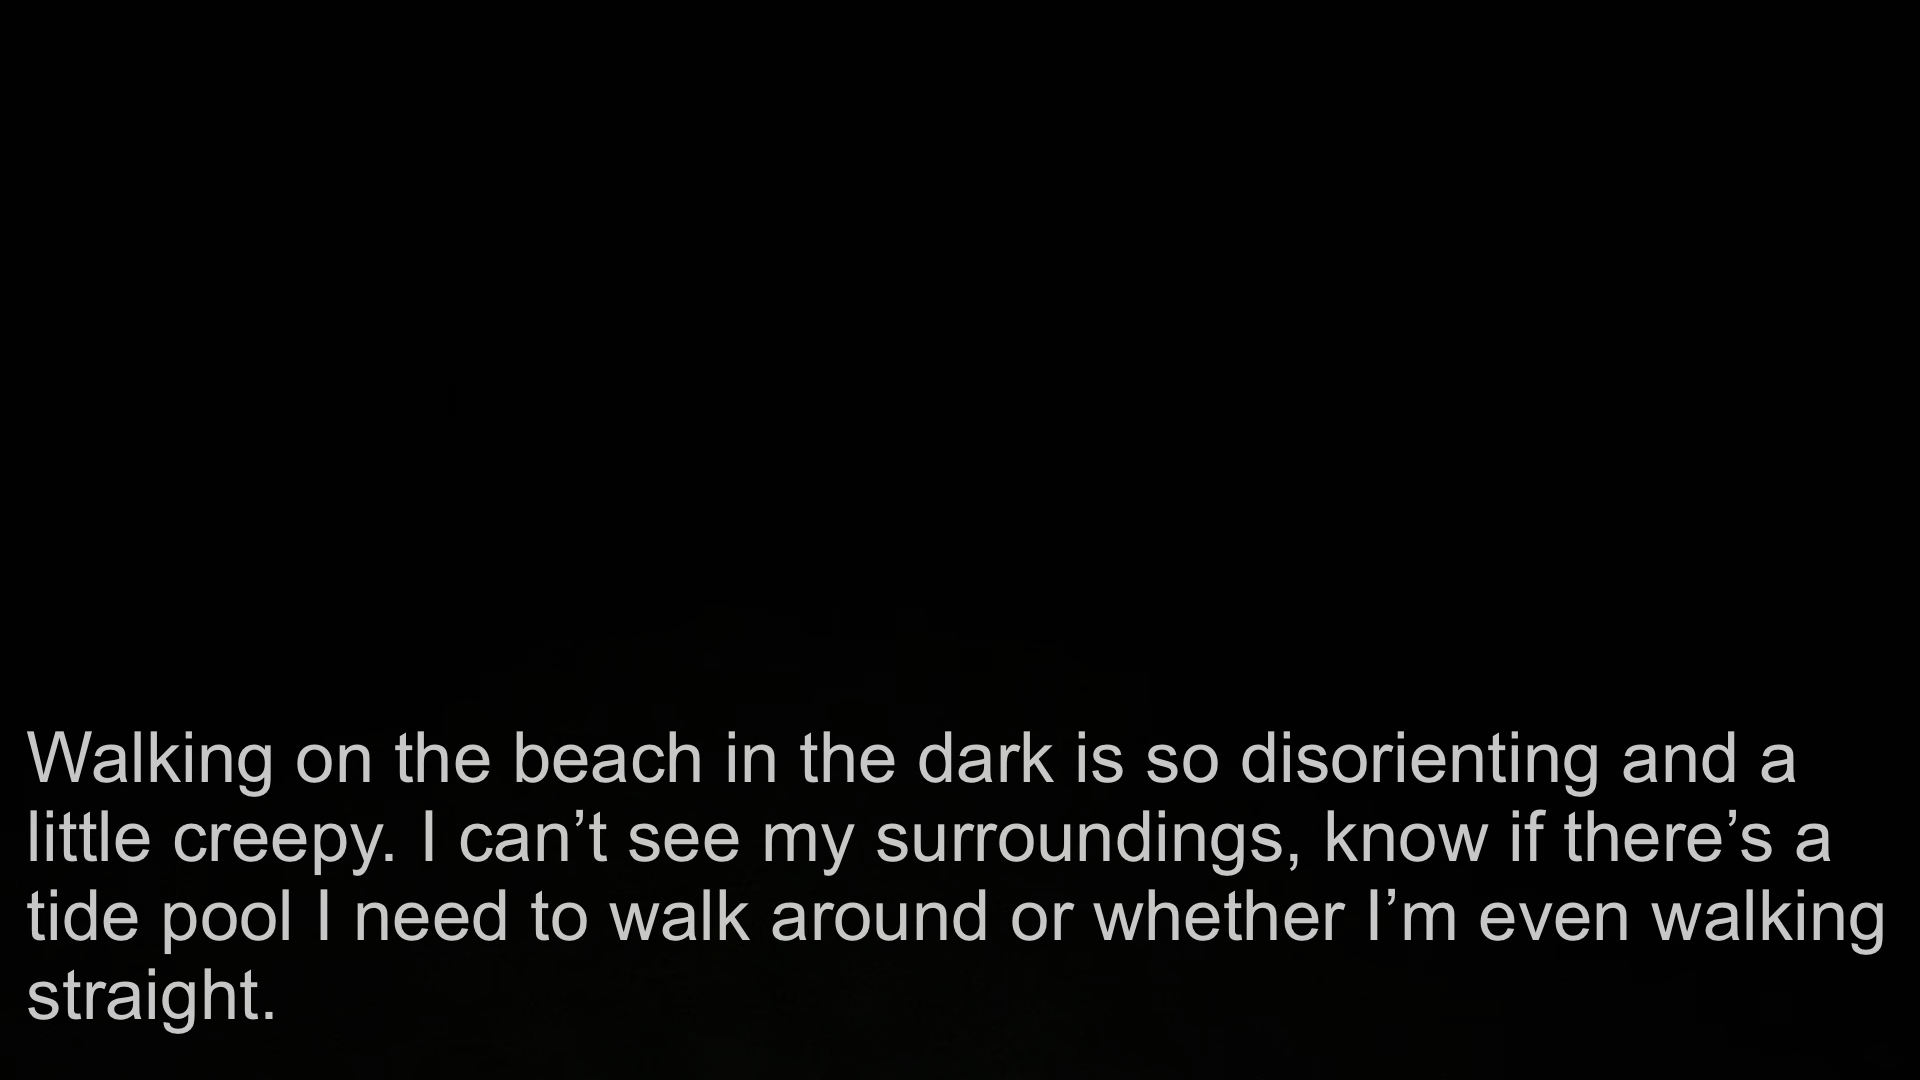 Walking on the beach in the dark is so disorienting and a
little creepy. I can’t see my surroundings, know if there’s a
tide pool I need to walk around or whether I’m even walking
straight.